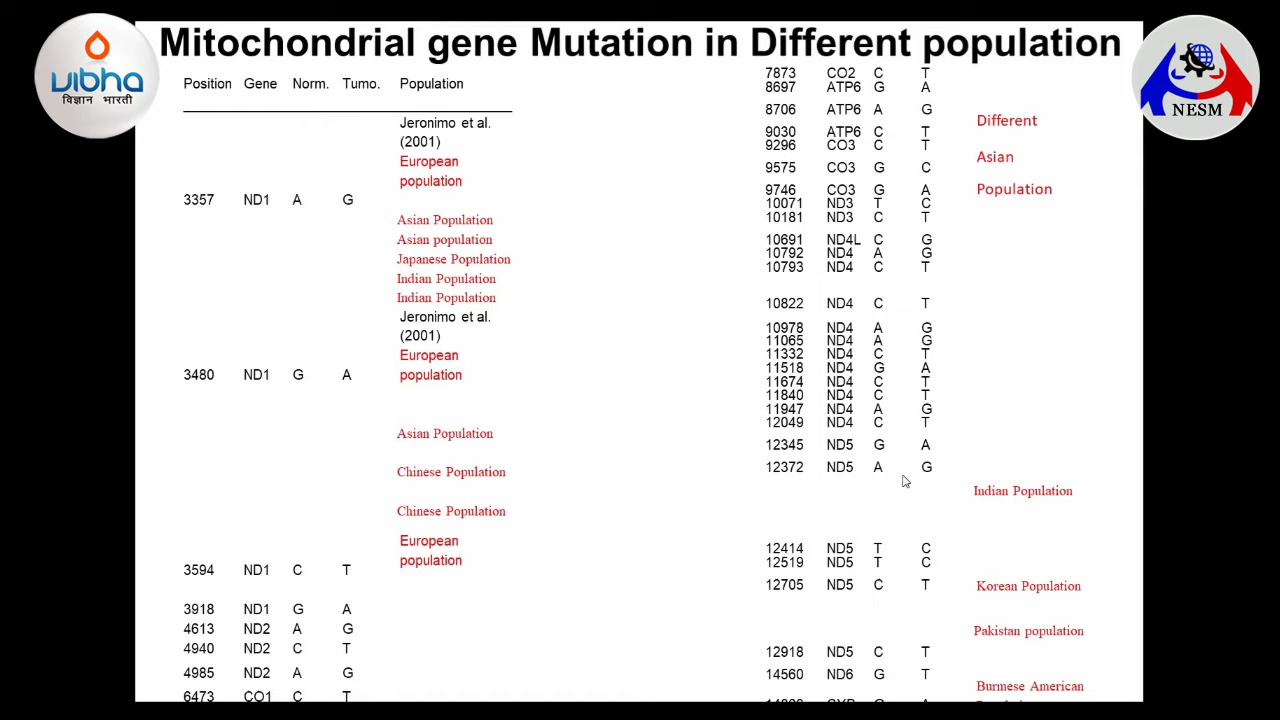 Mitochondrial gene Mutation in Different population
vibha
विज्ञान भारती
NESM
Position Gene Norm. Tumo. Population
Jeronimo et al.
(2001)
European
population
3357 ND1 A G
Asian Population
Asian population
Japanese Population
Indian Population
Indian Population
Jeronimo et al.
(2001)
European
population
3480 ND1 G A
Asian Population
Chinese Population
Chinese Population
European
population
3594 ND1 C T
3918 ND1 G A
4613 ND2 A G
4940 ND2 C T
4985 ND2 A G
6473 CO1 C T
7873 CO2 C T
8697 ATP6 G A
8706 ATP6 A G
Different
9030 ATP6 C T
9296 CO3 C T
Asian
9575 CO3 G C
9746 CO3 G A
Population
10071 ND3 T C
10181 ND3 C T
10691 ND4L C G
10792 ND4 A G
10793 ND4 C T
10822 ND4 C T
10978 ND4 A G
11065 ND4 A G
11332 ND4 C T
11518 ND4 G A
11674 ND4 C T
11840 ND4 C T
11947 ND4 A G
12049 ND4 C T
12345 ND5 G A
12372 ND5 A G
Indian Population
12414 ND5 T C
12519 ND5 T C
12705 ND5 C T
Korean Population
Pakistan population
12918 ND5 C T
14560 ND6 G T
Burmese American